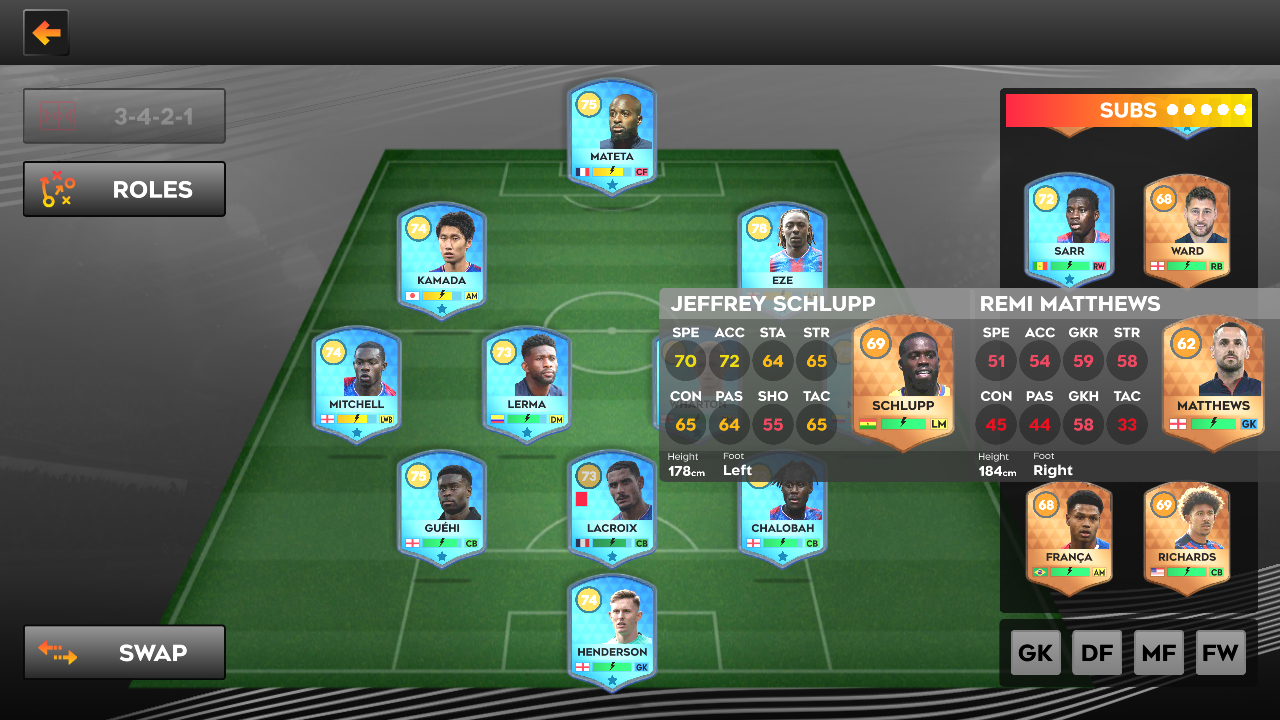 SUBS
3-4-2-1
ROLES
75
MATETA
CF
74
KAMADA
AM
78
EZE
72
SARR
RW
68
WARD
RB
JEFFREY SCHLUPP
SPE ACC STA STR
70 72 64 65
CON PAS SHO TAC
65 64 55 65
Height
178cm
Foot
Left
69
SCHLUPP
LM
REMI MATTHEWS
SPE ACC GKR STR
51 54 59 58
CON PAS GKH TAC
45 44 58 33
Height
184cm
Foot
Right
62
MATTHEWS
GK
74
MITCHELL
LWB
73
LERMA
DM
WHARTON
75
GUÉHI
CB
73
LACROIX
CB
CHALOBAH
CB
68
FRANÇA
AM
69
RICHARDS
CB
74
HENDERSON
GK
SWAP
GK DF MF FW